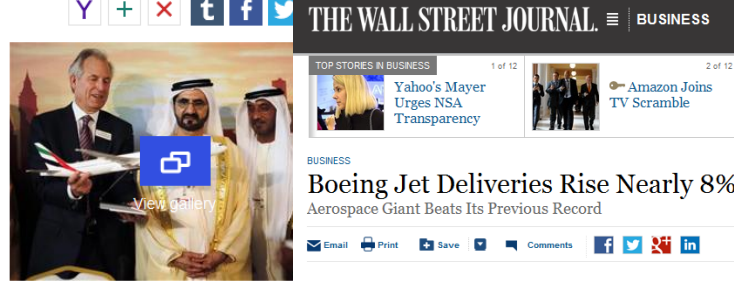 View gallery
THE WALL STREET JOURNAL. BUSINESS
TOP STORIES IN BUSINESS 1 of 12
Yahoo's Mayer
Urges NSA
Transparency
2 of 12
Amazon Joins
TV Scramble
BUSINESS
Boeing Jet Deliveries Rise Nearly 8%
Aerospace Giant Beats Its Previous Record
Email Print Save Comments